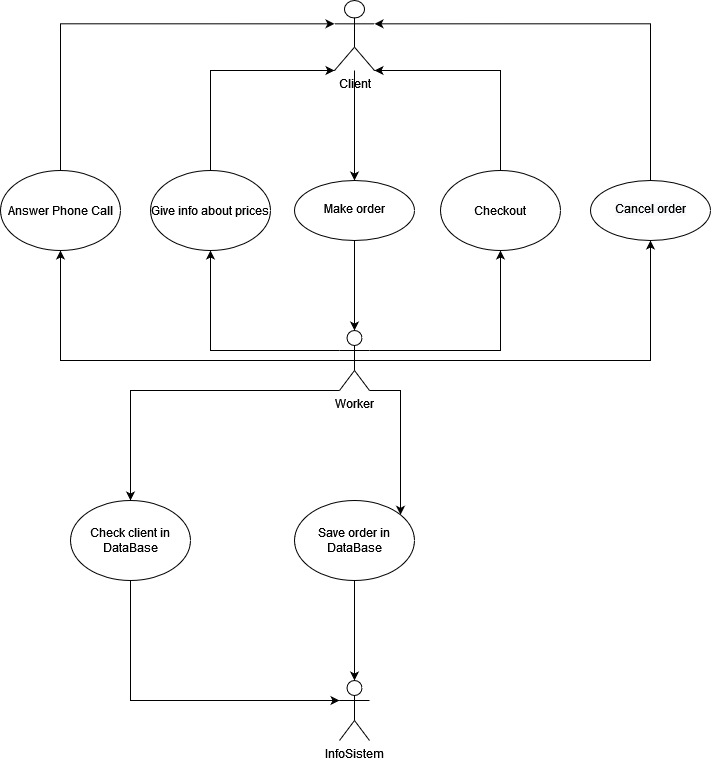 Client
Answer Phone Call
Give info about prices
Make order
Checkout
Cancel order
Worker
Check client in
DataBase
Save order in
DataBase
InfoSistem